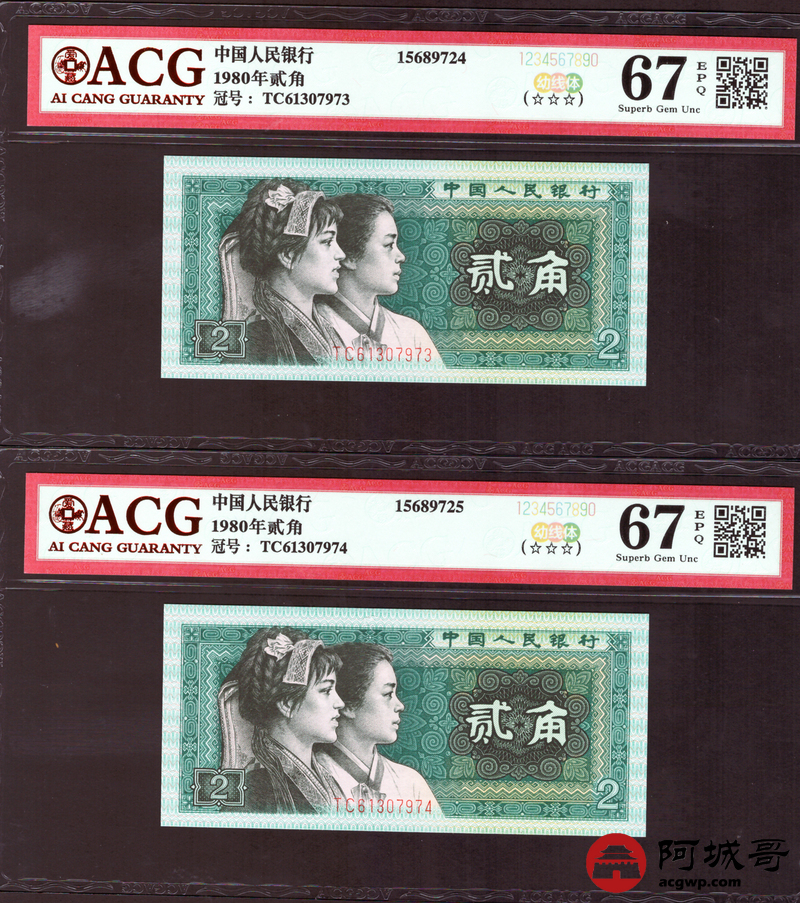 ACG
AI CANG GUARANTY
中国人民银行
1980年贰角
冠号： TC61307973
15689724
1234567890
幼线体
(☆☆☆)
67
EPQ
Superb Gem Unc
中国人民银行
贰角
2
2
TC61307973
ACG
AI CANG GUARANTY
中国人民银行
1980年贰角
冠号： TC61307974
15689725
1234567890
幼线体
(☆☆☆)
67
EPQ
Superb Gem Unc
中国人民银行
贰角
2
2
TC61307974
阿城哥
acgwp.com